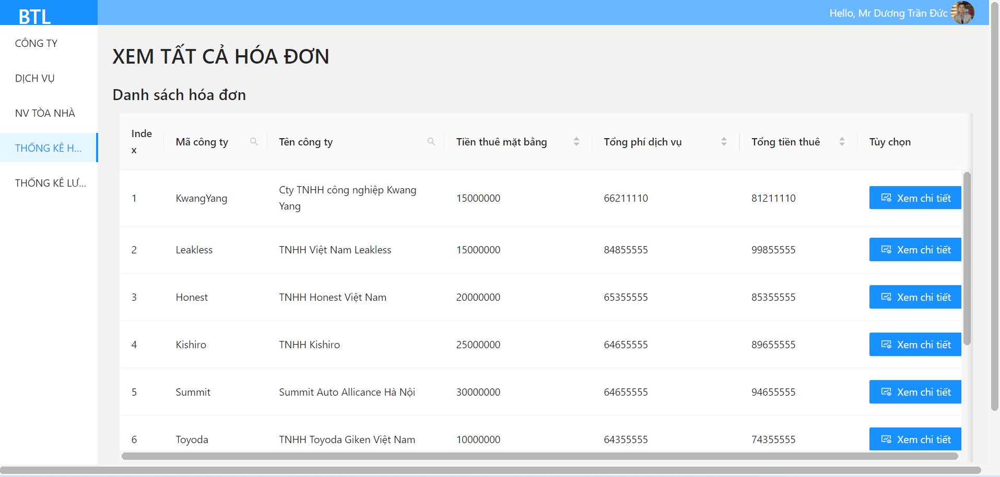 BTL
Hello, Mr Dương Trần Đức
CÔNG TY
DỊCH VỤ
NV TÒA NHÀ
THỐNG KÊ H...
THỐNG KÊ LƯ...
XEM TẤT CẢ HÓA ĐƠN
Danh sách hóa đơn
Inde
x
Mã công ty
Tên công ty
Tiền thuê mặt bằng
Tổng phí dịch vụ
Tổng tiền thuê
Tùy chọn
1 KwangYang Cty TNHH công nghiệp Kwang
Yang
15000000 66211110 81211110 Xem chi tiết
2 Leakless TNHH Việt Nam Leakless 15000000 84855555 99855555 Xem chi tiết
3 Honest TNHH Honest Việt Nam 20000000 65355555 85355555 Xem chi tiết
4 Kishiro TNHH Kishiro 25000000 64655555 89655555 Xem chi tiết
5 Summit Summit Auto Allicance Hà Nội 30000000 64655555 94655555 Xem chi tiết
6 Toyoda TNHH Toyoda Giken Việt Nam 10000000 64355555 74355555 Xem chi tiết